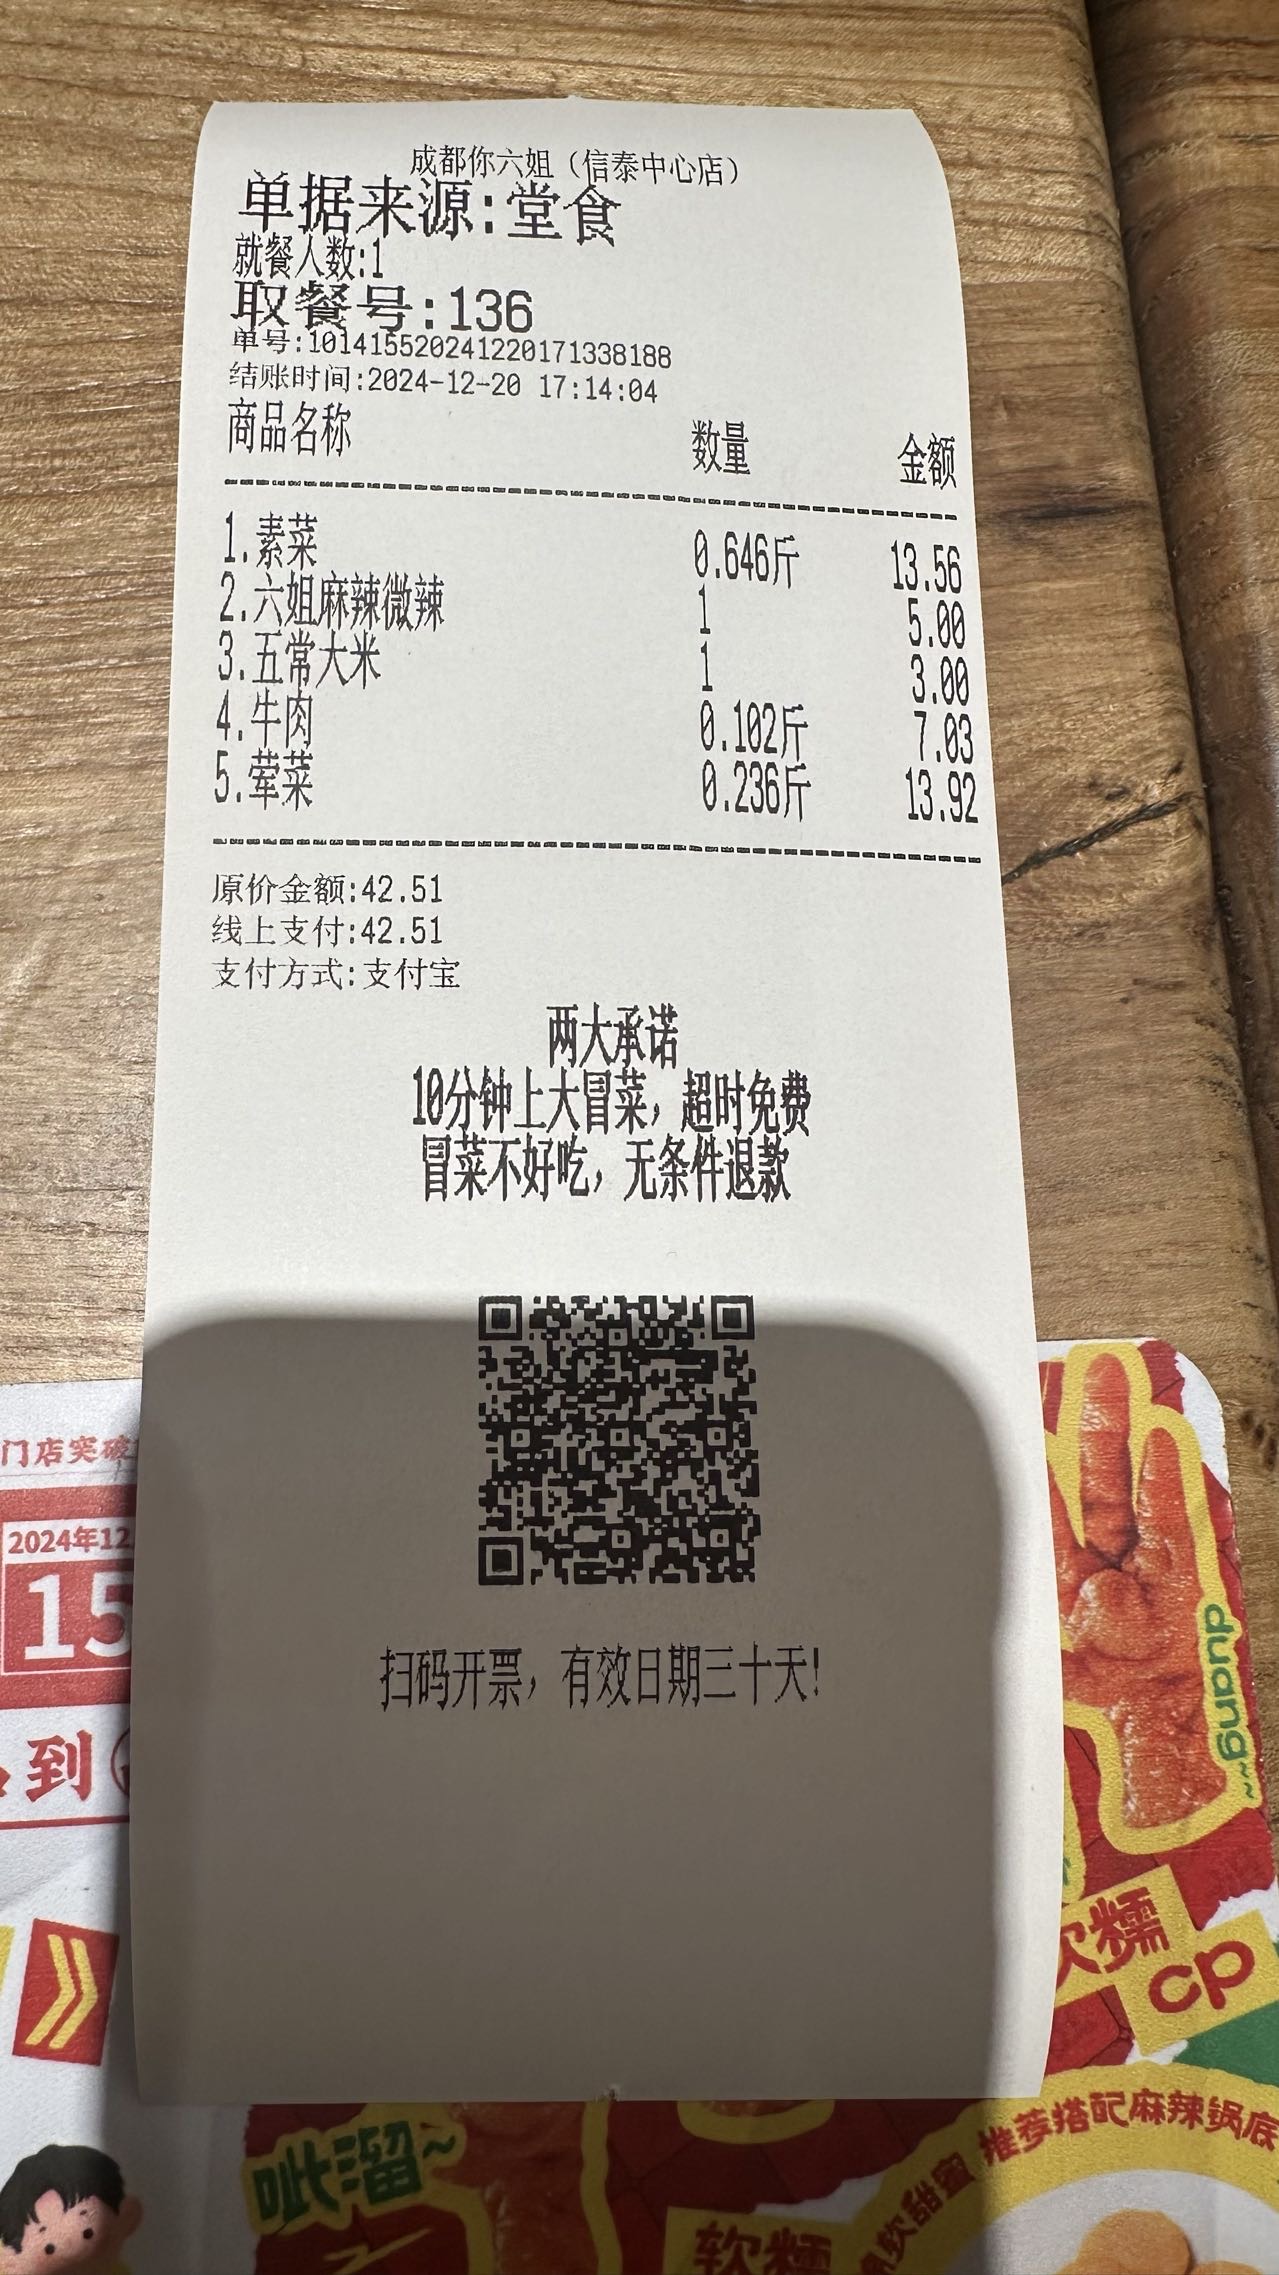 成都你六姐（信泰中心店）
单据来源:堂食
就餐人数:1
取餐号:136
单号:1014155202412220171338188
结账时间:2024-12-20 17:14:04
商品名称 数量 金额
1.素菜 0.646斤 13.56
2.六姐麻辣微辣 1 5.00
3.五常大米 1 3.00
4.牛肉 0.102斤 7.03
5.荤菜 0.236斤 13.92
原价金额:42.51
线上支付:42.51
支付方式:支付宝
两大承诺
10分钟上大冒菜，超时免费
冒菜不好吃，无条件退款
扫码开票，有效日期三十天!
门店突破
2024年12
15
到
duang~~
软糯
cp
呲溜~
推荐搭配麻辣锅底
软甜蜜
软糯